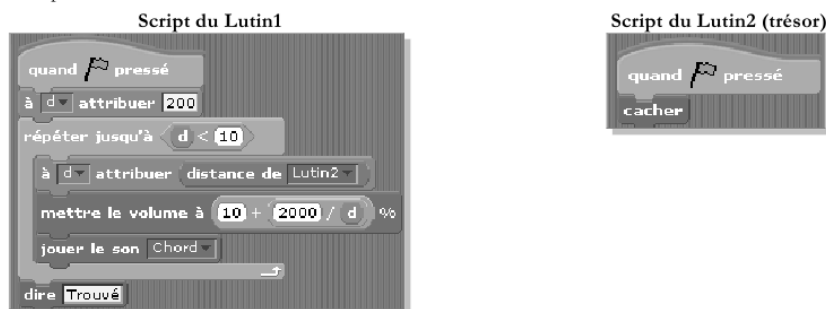 Script du Lutin1
quand pressé
à d attribuer 200
répéter jusqu'à d < 10
à d attribuer distance de Lutin2
mettre le volume à 10 + 2000 / d %
jouer le son Chord
dire Trouvé
Script du Lutin2 (trésor)
quand pressé
cacher